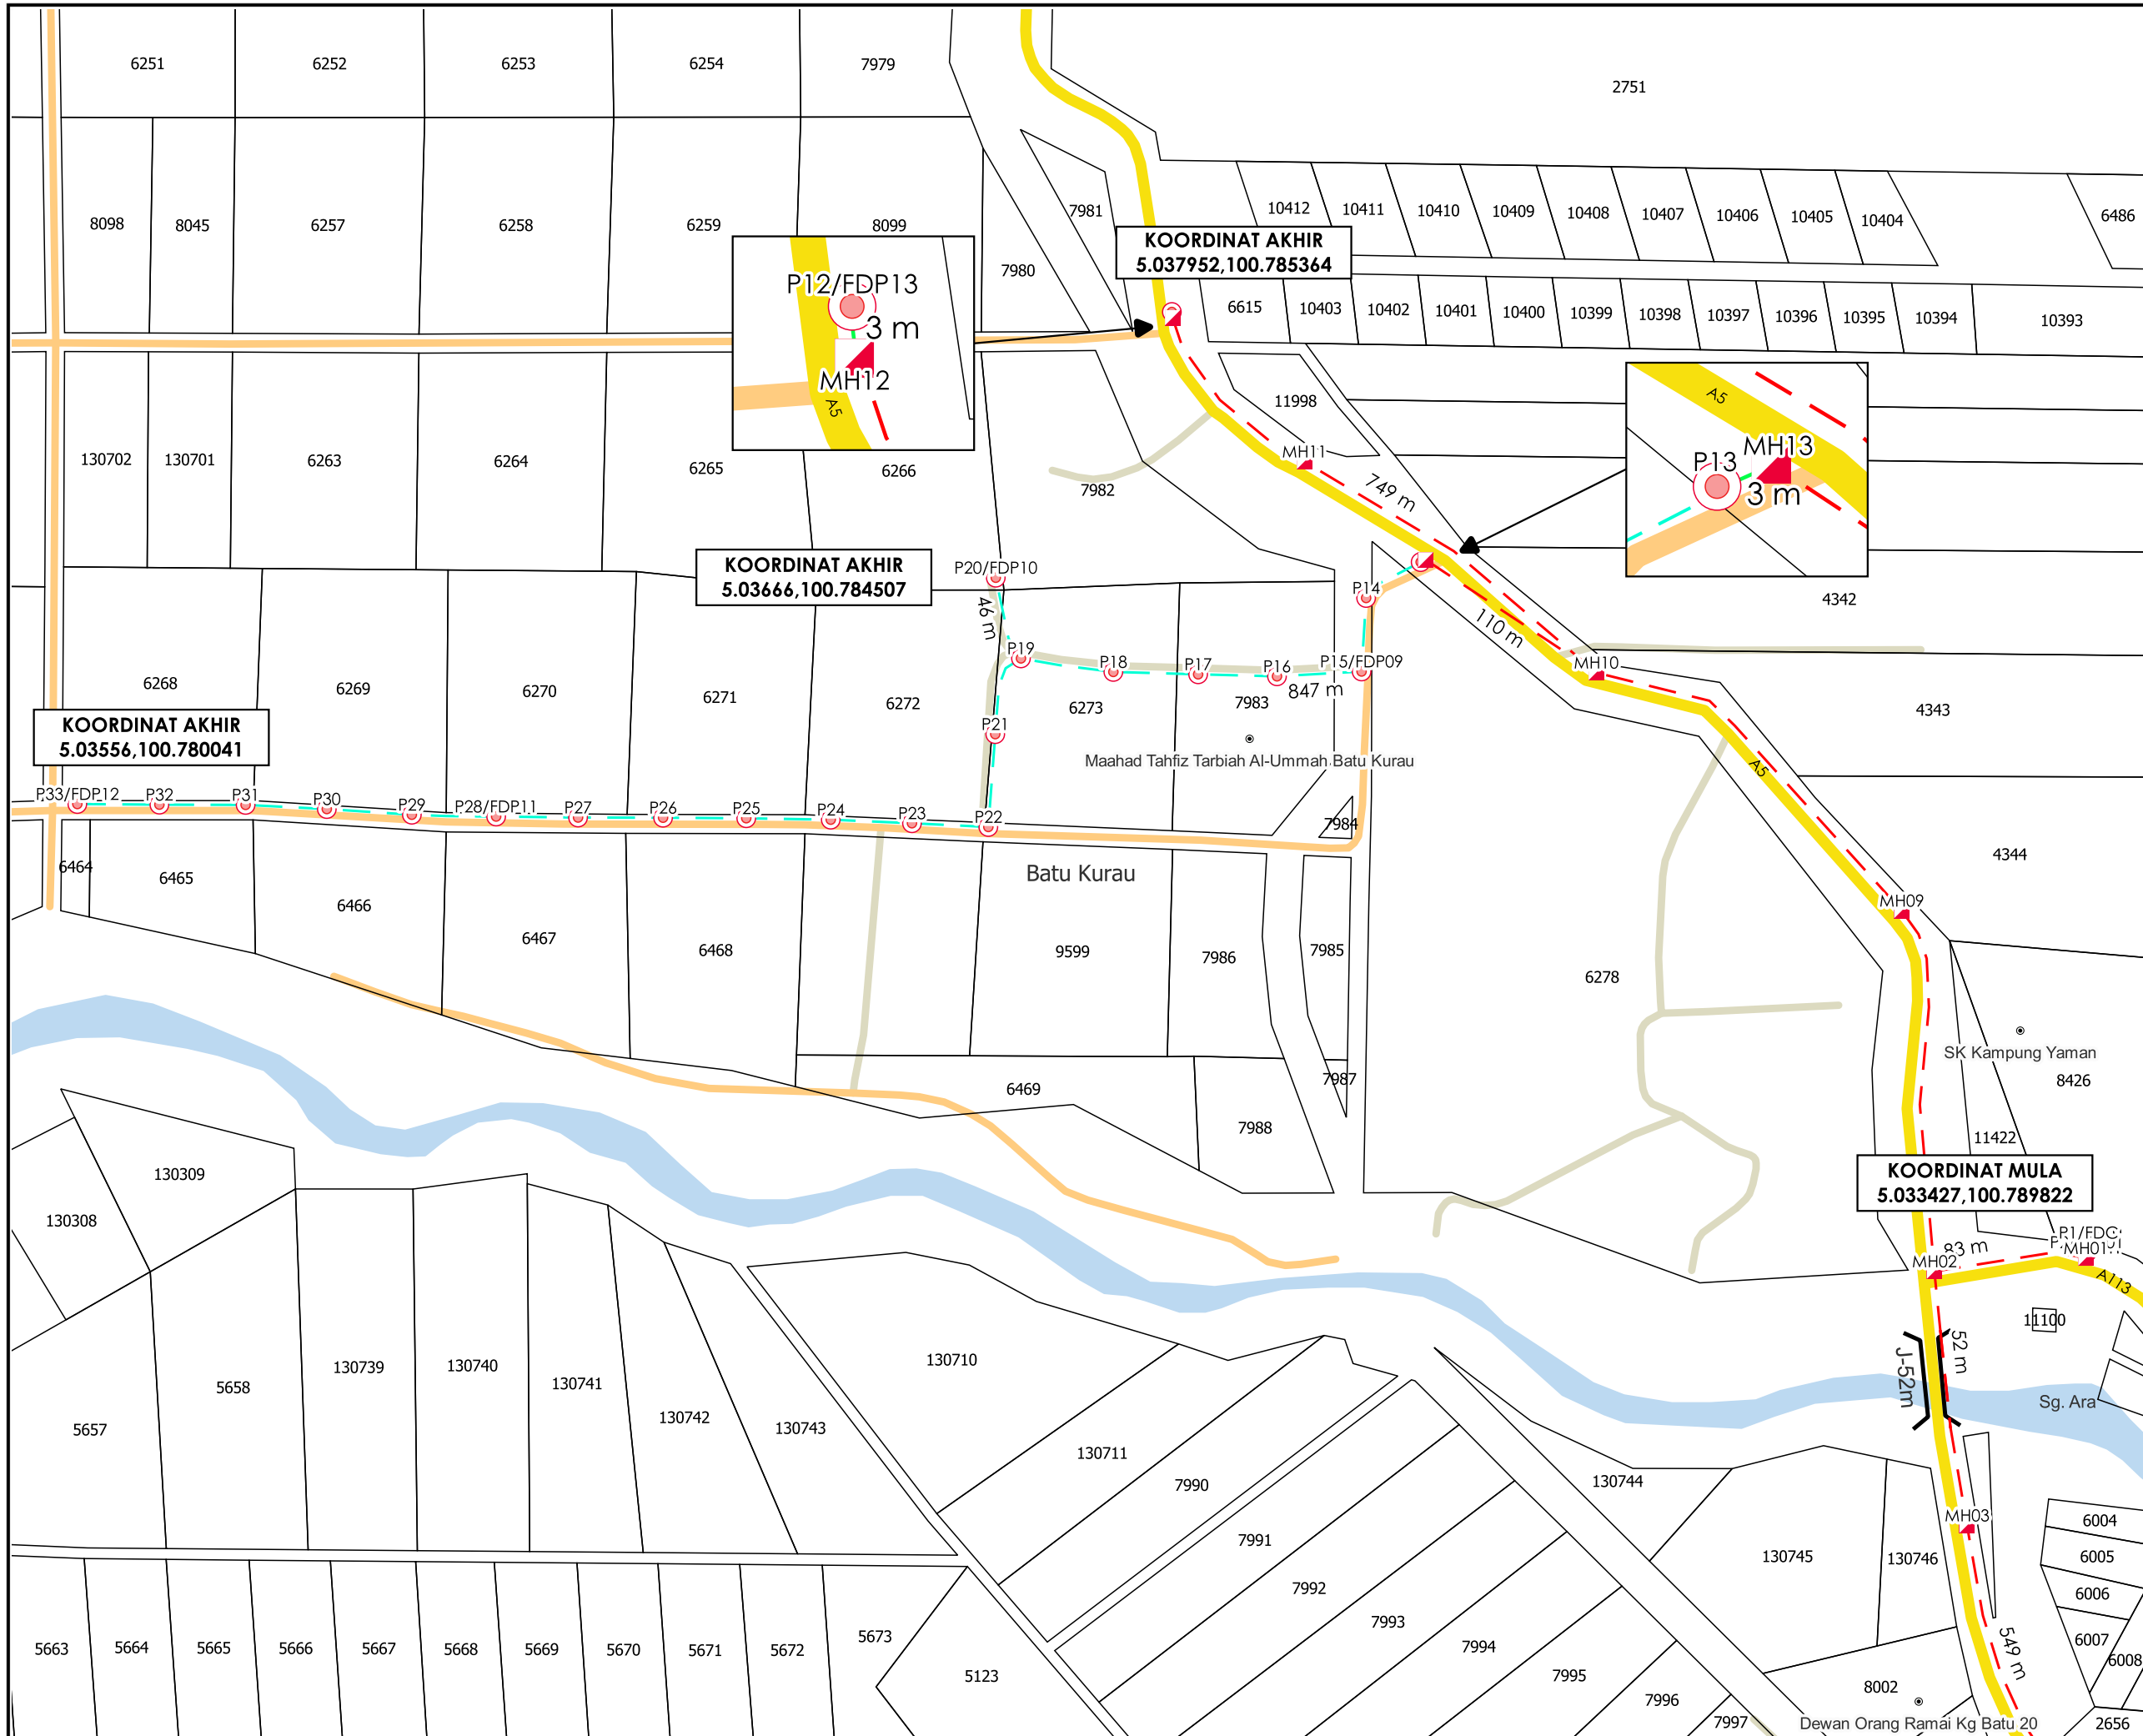 6251
6252
6253
6254
7979
2751
8098
8045
6257
6258
6259
8099
7980
7981
10412
10411
10410
10409
10408
10407
10406
10405
10404
6486
KOORDINAT AKHIR
5.037952,100.785364
P12/FDP13
3 m
MH12
A5
6615
10403
10402
10401
10400
10399
10398
10397
10396
10395
10394
10393
11998
A5
MH13
P13
3 m
130702
130701
6263
6264
6265
6266
7982
MH11
749 m
KOORDINAT AKHIR
5.03666,100.784507
P20/FDP10
46 m
P14
110 m
4342
P19
P18
P17
P16
P15/FDP09
847 m
MH10
6268
6269
6270
6271
6272
6273
7983
4343
P21
KOORDINAT AKHIR
5.03556,100.780041
Maahad Tahfiz Tarbiah Al-Ummah Batu Kurau
A5
P33/FDP12
P32
P31
P30
P29
P28/FDP11
P27
P26
P25
P24
P23
P22
7984
6464
6465
6466
6467
6468
Batu Kurau
4344
MH09
9599
7986
7985
6278
SK Kampung Yaman
8426
6469
7987
7988
11422
130309
130308
KOORDINAT MULA
5.033427,100.789822
83 m
P1/FDC
MH01
MH02
A113
11100
52 m
J-52m
Sg. Ara
130710
130739
130740
130741
130742
130743
5658
5657
130711
7990
7991
7992
7993
7994
7995
7996
7997
130744
130745
130746
MH03
549 m
6004
6005
6006
6007
6008
5663
5664
5665
5666
5667
5668
5669
5670
5671
5672
5673
5123
8002
Dewan Orang Ramai Kg Batu 20
2656